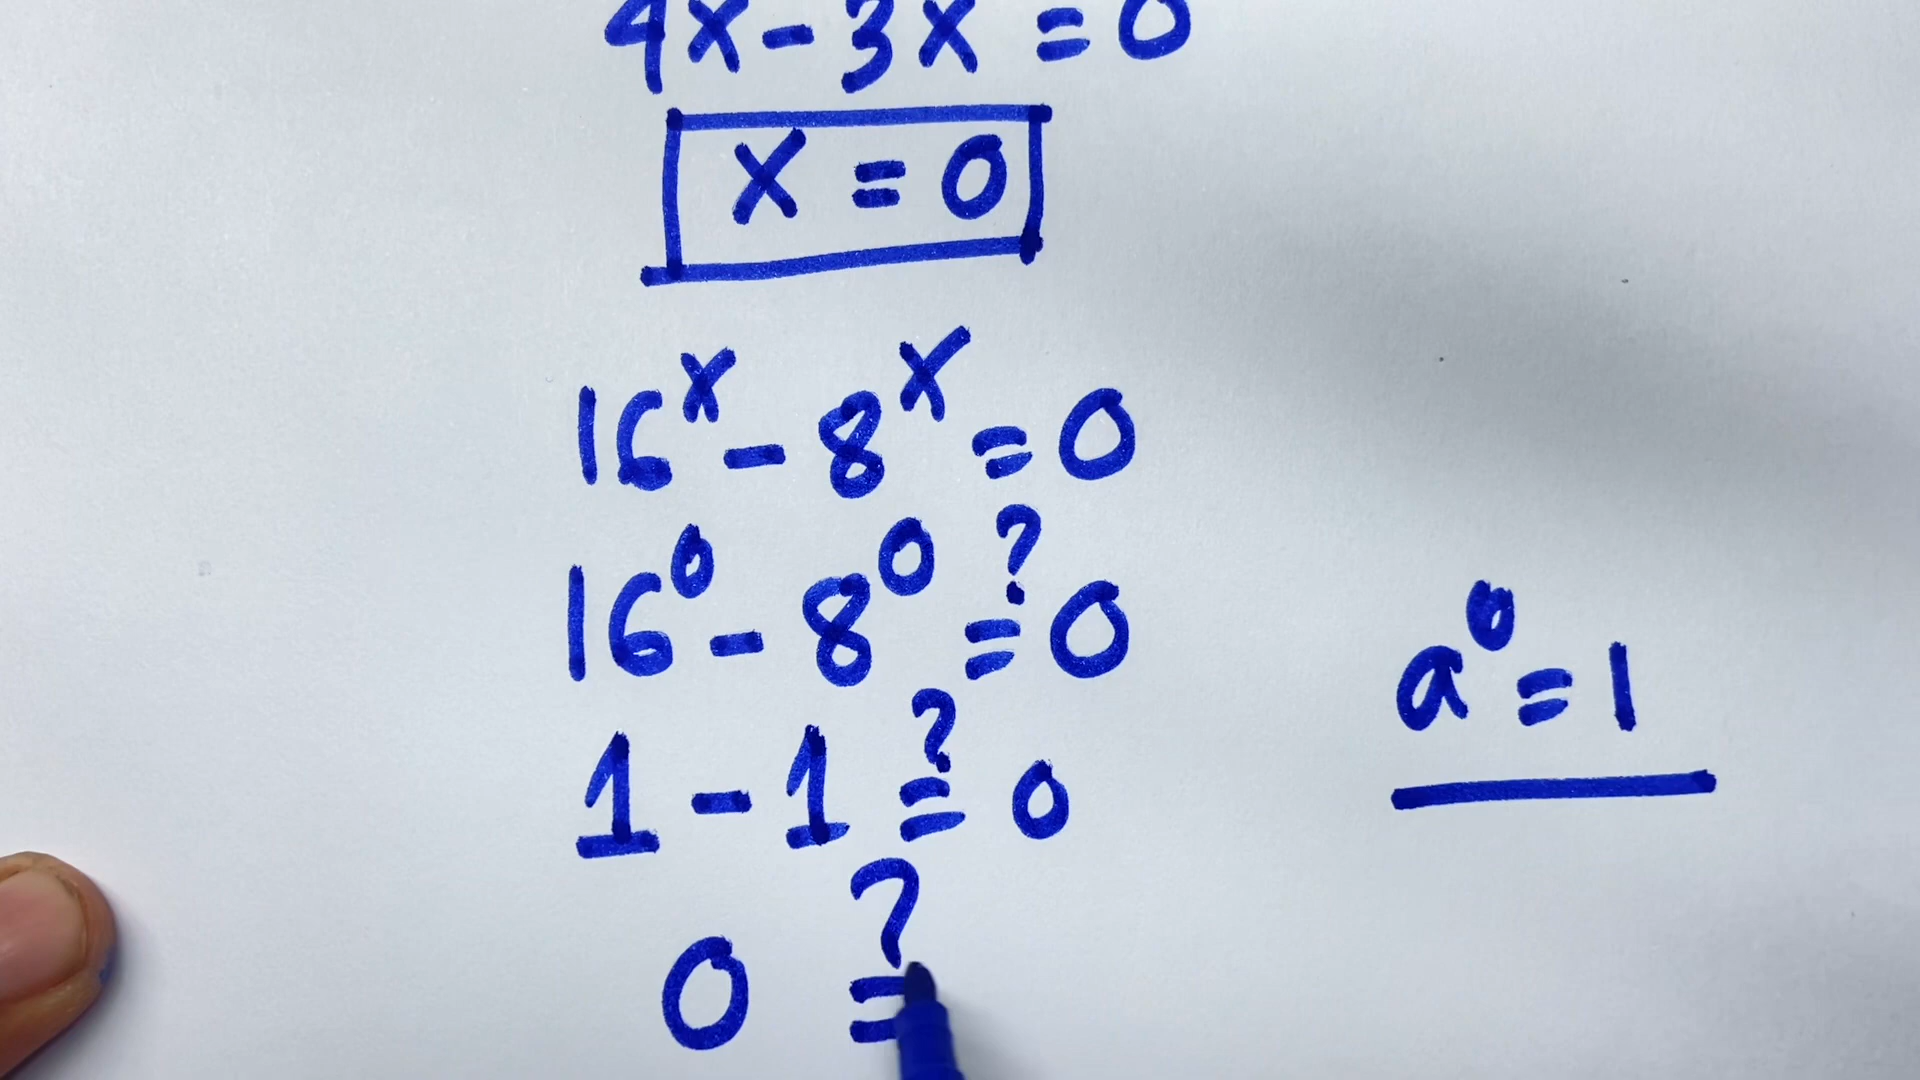 4x - 3x = 0
x = 0
16^x - 8^x = 0
16^0 - 8^0 ?= 0
a^0 = 1
1 - 1 ?= 0
0 ?=